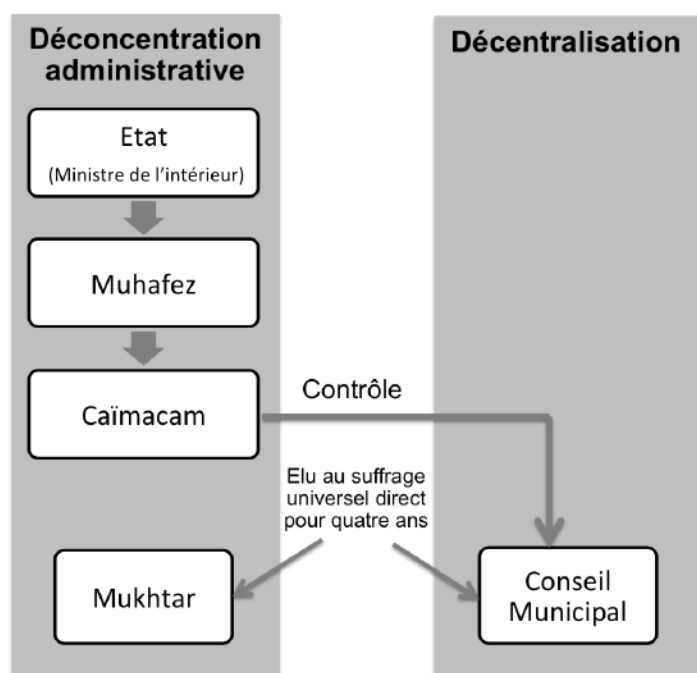 Déconcentration
administrative
Décentralisation
Etat
(Ministre de l'intérieur)
Muhafez
Caïmacam
Contrôle
Elu au suffrage
universel direct
pour quatre ans
Mukhtar
Conseil
Municipal